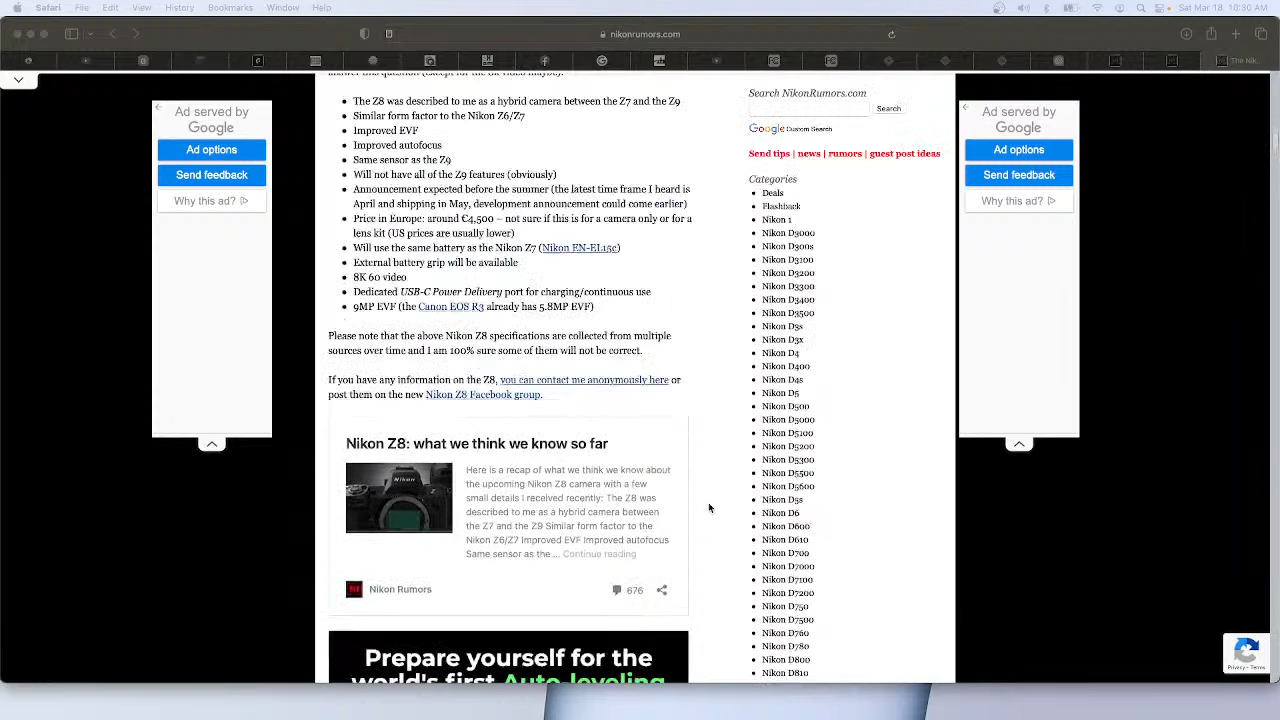 Safari File Edit View History Bookmarks Window Help
Sat Mar 18, 10:30 AM
nikonrumors.com
The Nik.
Ad served by
Google
Ad options
Send feedback
Why this ad?
The Z8 was described to me as a hybrid camera between the Z7 and the Z9
Similar form factor to the Nikon Z6/Z7
Improved EVF
Improved autofocus
Same sensor as the Z9
Will not have all of the Z9 features (obviously)
Announcement expected before the summer (the latest time frame I heard is
April and shipping in May, development announcement could come earlier)
Price in Europe: around €4,500 – not sure if this is for a camera only or for a
lens kit (US prices are usually lower)
Will use the same battery as the Nikon Z7 (Nikon EN-EL15c)
External battery grip will be available
8K 60 video
Dedicated USB-C Power Delivery port for charging/continuous use
9MP EVF (the Canon EOS R3 already has 5.8MP EVF)
Please note that the above Nikon Z8 specifications are collected from multiple
sources over time and I am 100% sure some of them will not be correct.
If you have any information on the Z8, you can contact me anonymously here or
post them on the new Nikon Z8 Facebook group.
Nikon Z8: what we think we know so far
Nikon
Here is a recap of what we think we know about
the upcoming Nikon Z8 camera with a few
small details I received recently: The Z8 was
described to me as a hybrid camera between
the Z7 and the Z9 Similar form factor to the
Nikon Z6/Z7 Improved EVF Improved autofocus
Same sensor as the ... Continue reading
Nikon Rumors
676
Prepare yourself for the
world's first Auto-leveling
Search NikonRumors.com
Search
Google Custom Search
Send tips | news | rumors | guest post ideas
Categories
Deals
Flashback
Nikon 1
Nikon D3000
Nikon D300s
Nikon D3100
Nikon D3200
Nikon D3300
Nikon D3400
Nikon D3500
Nikon D3s
Nikon D3x
Nikon D4
Nikon D400
Nikon D4s
Nikon D5
Nikon D500
Nikon D5000
Nikon D5100
Nikon D5200
Nikon D5300
Nikon D5500
Nikon D5600
Nikon D5s
Nikon D6
Nikon D600
Nikon D610
Nikon D700
Nikon D7000
Nikon D7100
Nikon D7200
Nikon D750
Nikon D7500
Nikon D760
Nikon D780
Nikon D800
Nikon D810
Ad served by
Google
Ad options
Send feedback
Why this ad?
Privacy - Terms